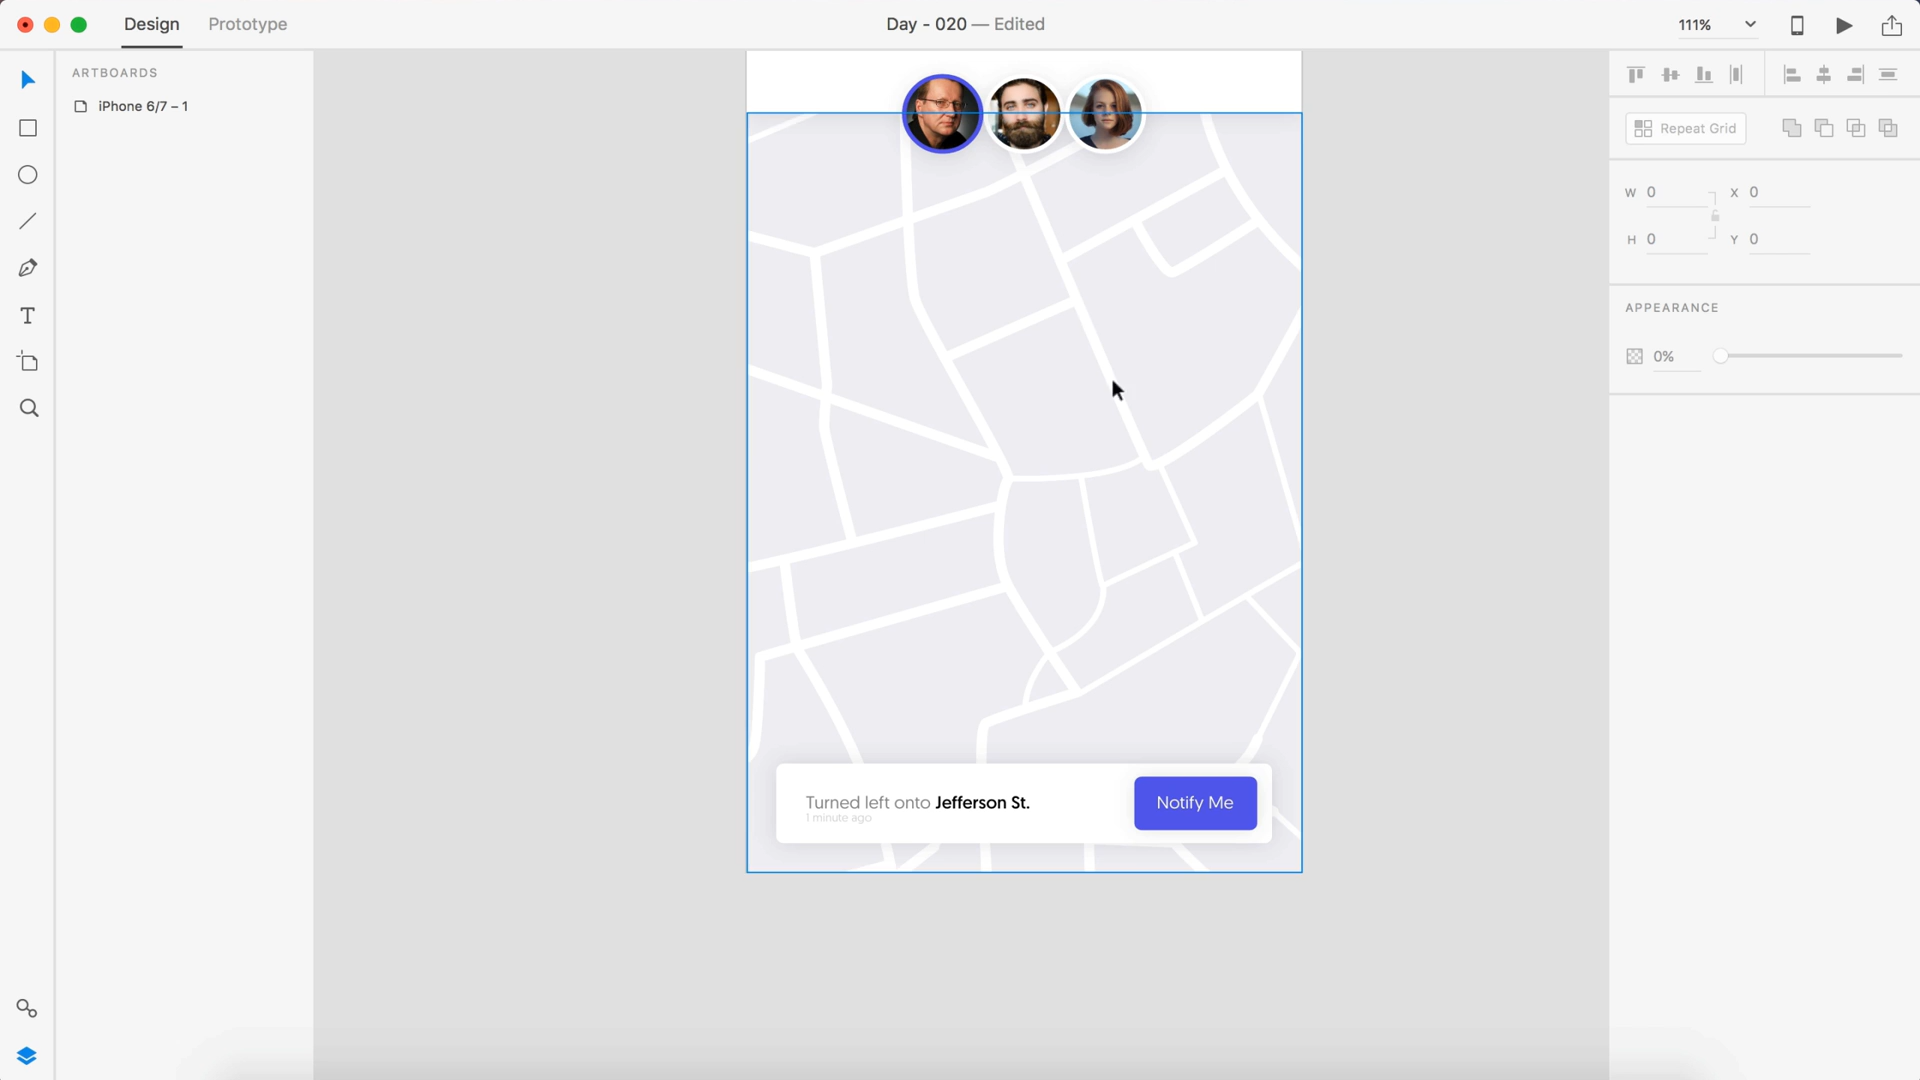 Design
Prototype
Day - 020 — Edited
111%
ARTBOARDS
iPhone 6/7 – 1
Repeat Grid
W 0
X 0
H 0
Y 0
APPEARANCE
0%
Turned left onto Jefferson St.
1 minute ago
Notify Me